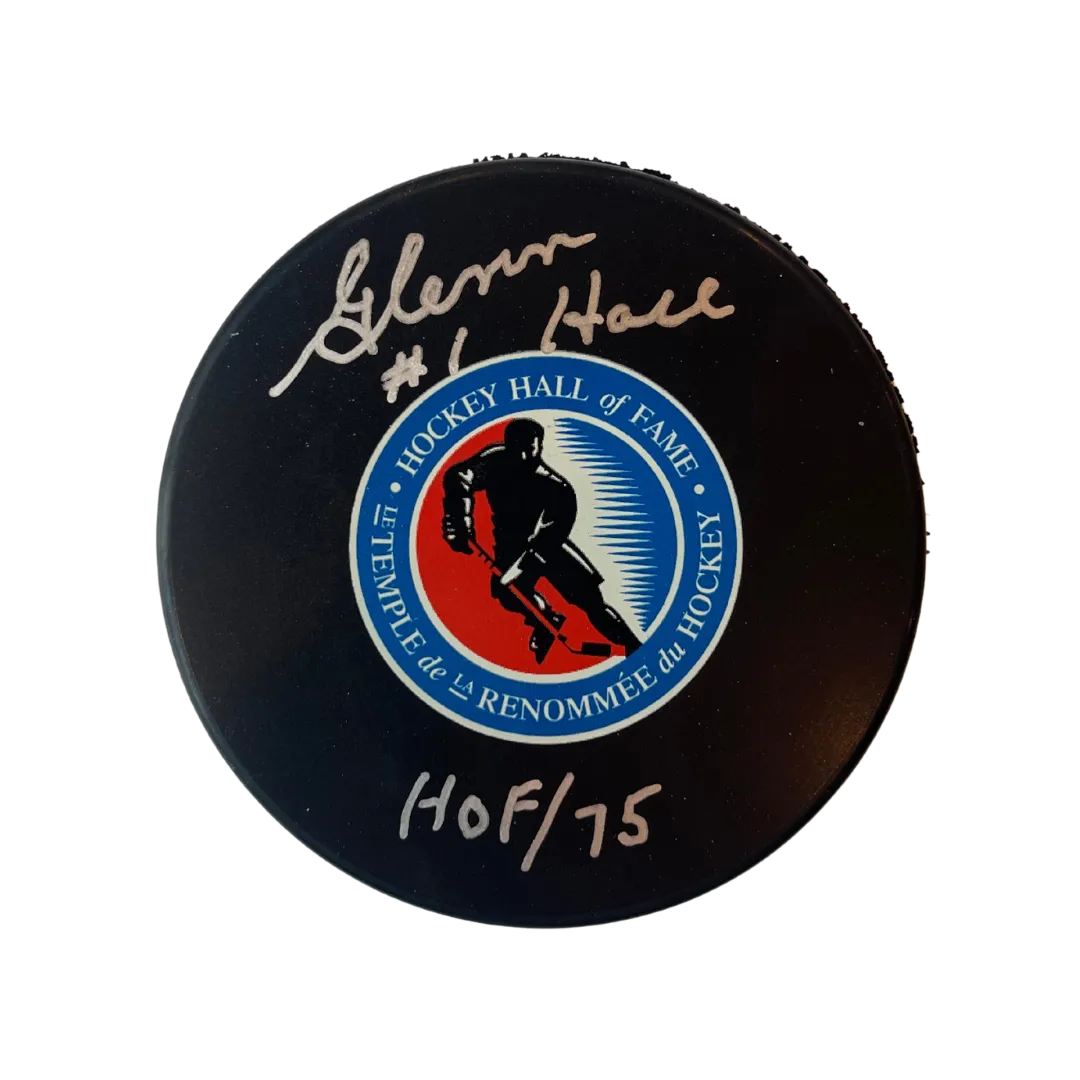 Glenn
Hall
#1
HOCKEY HALL of FAME
LE TEMPLE de LA RENOMMÉE du HOCKEY
HOF/75